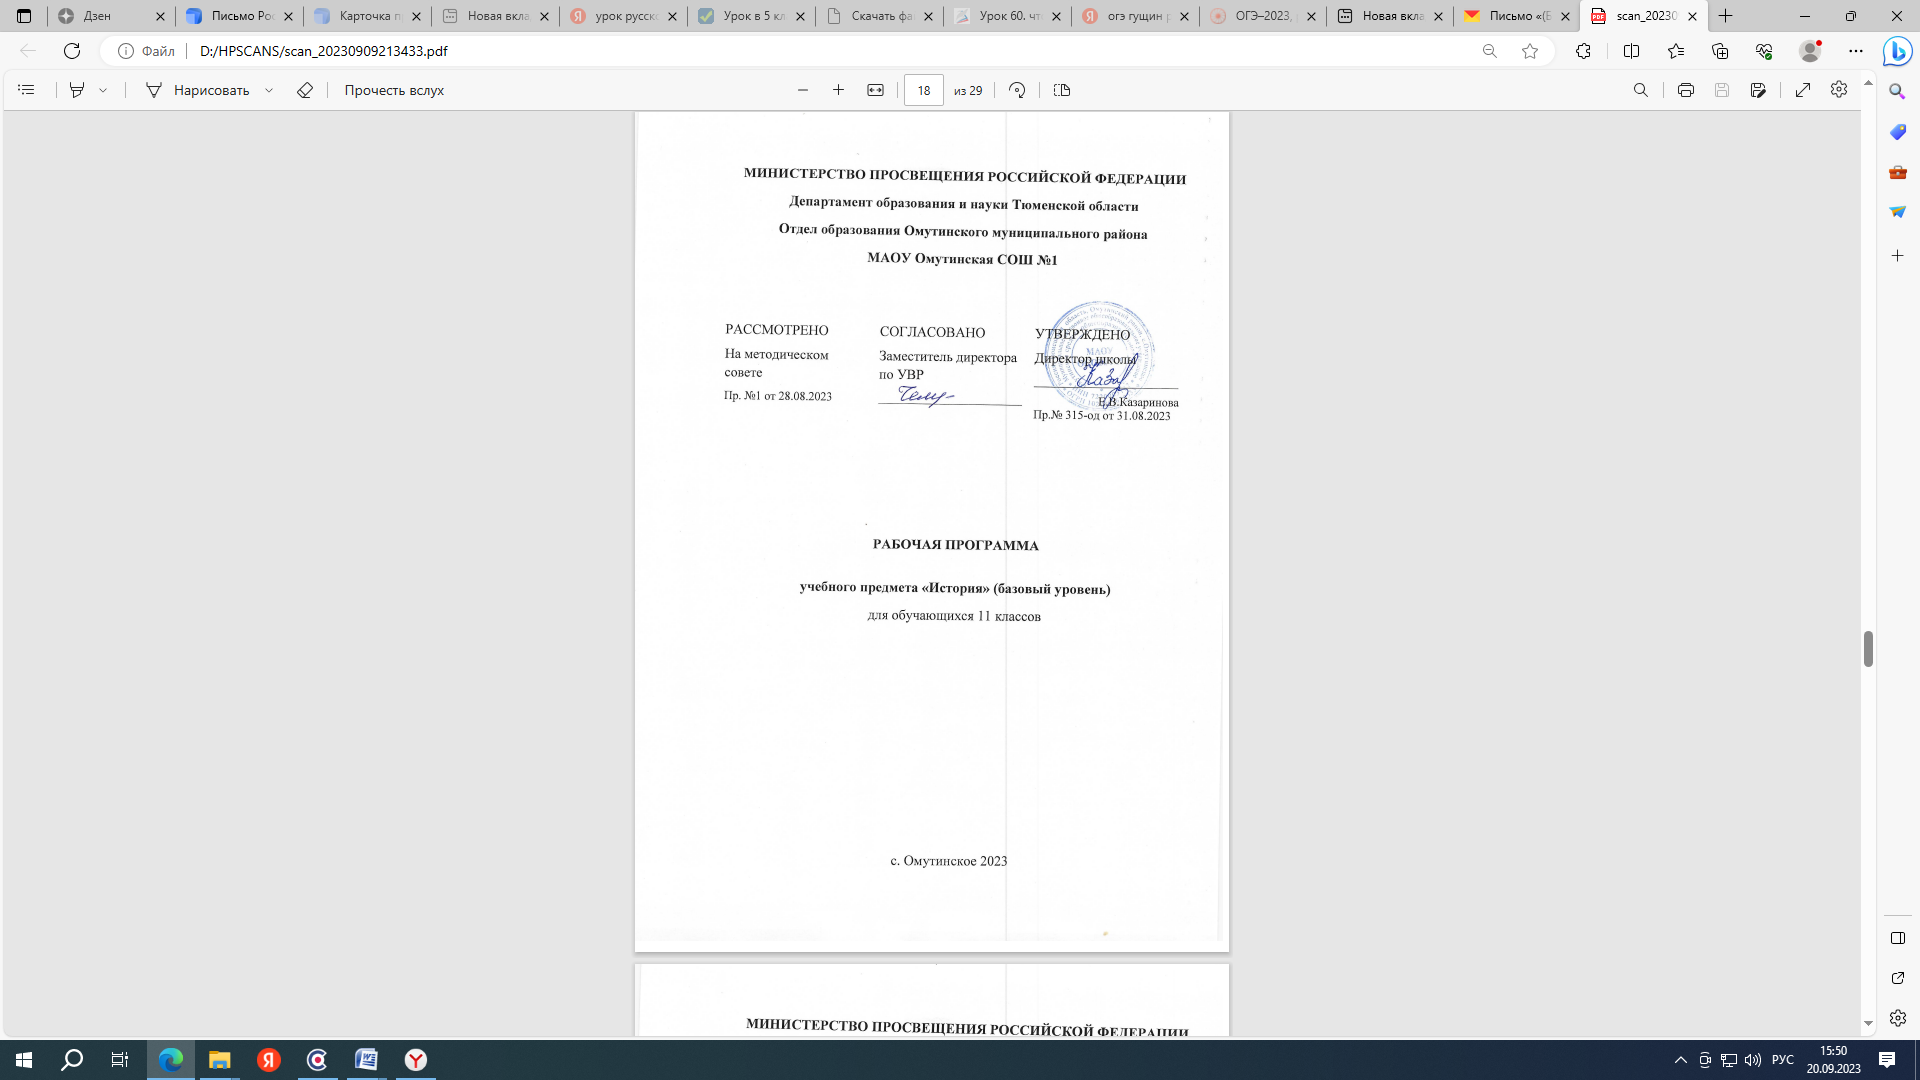 Дзен
Письмо Рос
Карточка п
Новая вкла
урок русск
Урок в 5 кл
Скачать фа
Урок 60. чт
огэ гущин р
ОГЭ–2023,
Новая вкла
Письмо «(Б
scan_20230
Файл
D:/HPSCANS/scan_20230909213433.pdf
Нарисовать
Прочесть вслух
18
из 29
МИНИСТЕРСТВО ПРОСВЕЩЕНИЯ РОССИЙСКОЙ ФЕДЕРАЦИИ
Департамент образования и науки Тюменской области
Отдел образования Омутинского муниципального района
МАОУ Омутинская СОШ №1
РАССМОТРЕНО
На методическом
совете
Пр. №1 от 28.08.2023
СОГЛАСОВАНО
Заместитель директора
по УВР
УТВЕРЖДЕНО
Директор школы
Е.В.Казаринова
Пр.№ 315-од от 31.08.2023
МАОУ
РАБОЧАЯ ПРОГРАММА
учебного предмета «История» (базовый уровень)
для обучающихся 11 классов
с. Омутинское 2023
МИНИСТЕРСТВО ПРОСВЕЩЕНИЯ РОССИЙСКОЙ ФЕДЕРАЦИИ
РУС
15:50
20.09.2023